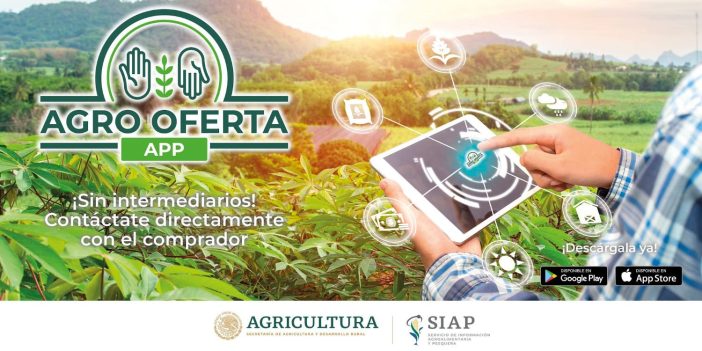 AGRO OFERTA
APP
¡Sin intermediarios!
Contáctate directamente
con el comprador
¡Descárgala ya!
DISPONIBLE EN
Google Play
DISPONIBLE EN
App Store
AGRICULTURA
SECRETARÍA DE AGRICULTURA Y DESARROLLO RURAL
SIAP
SERVICIO DE INFORMACIÓN
AGROALIMENTARIA
Y PESQUERA